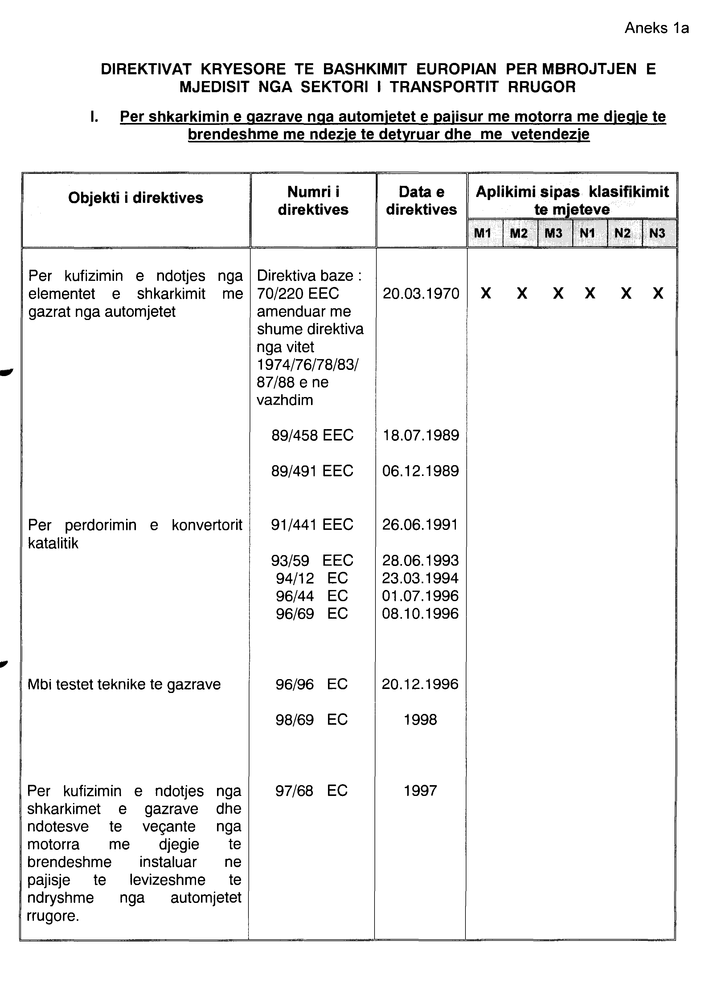 Aneks 1a
DIREKTIVAT KRYESORE TE BASHKIMIT EUROPIAN PER MBROJTJEN E
MJEDISIT NGA SEKTORI I TRANSPORTIT RRUGOR
I. Per shkarkimin e gazrave nga automjetet e pajisur me motorra me djegje te
brendeshme me ndezje te detyruar dhe me vetendezje
Objekti i direktives
Numri i
direktives
Data e
direktives
Aplikimi sipas klasifikimit
te mjeteve
M1 M2 M3 N1 N2 N3
Per kufizimin e ndotjes nga
elementet e shkarkimit me
gazrat nga automjetet
Direktiva baze :
70/220 EEC
amenduar me
shume direktiva
nga vitet
1974/76/78/83/
87/88 e ne
vazhdim
20.03.1970
X X X X X X
89/458 EEC 18.07.1989
89/491 EEC 06.12.1989
Per perdorimin e konvertorit
katalitik
91/441 EEC 26.06.1991
93/59 EEC 28.06.1993
94/12 EC 23.03.1994
96/44 EC 01.07.1996
96/69 EC 08.10.1996
Mbi testet teknike te gazrave 96/96 EC 20.12.1996
98/69 EC 1998
Per kufizimin e ndotjes nga
shkarkimet e gazrave dhe
ndotesve te veçante nga
motorra me djegie te
brendeshme instaluar ne
pajisje te levizeshme te
ndryshme nga automjetet
rrugore.
97/68 EC 1997